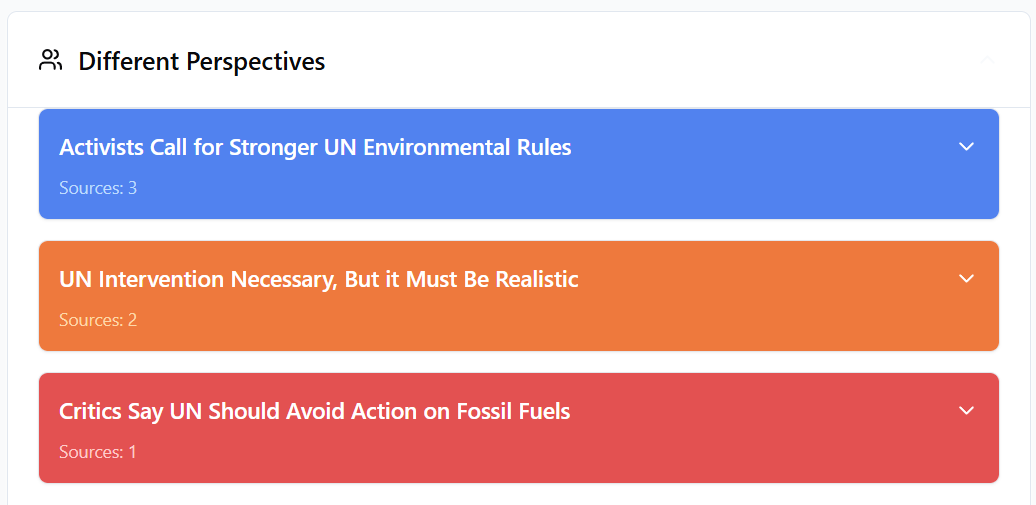 Different Perspectives
Activists Call for Stronger UN Environmental Rules
Sources: 3
UN Intervention Necessary, But it Must Be Realistic
Sources: 2
Critics Say UN Should Avoid Action on Fossil Fuels
Sources: 1